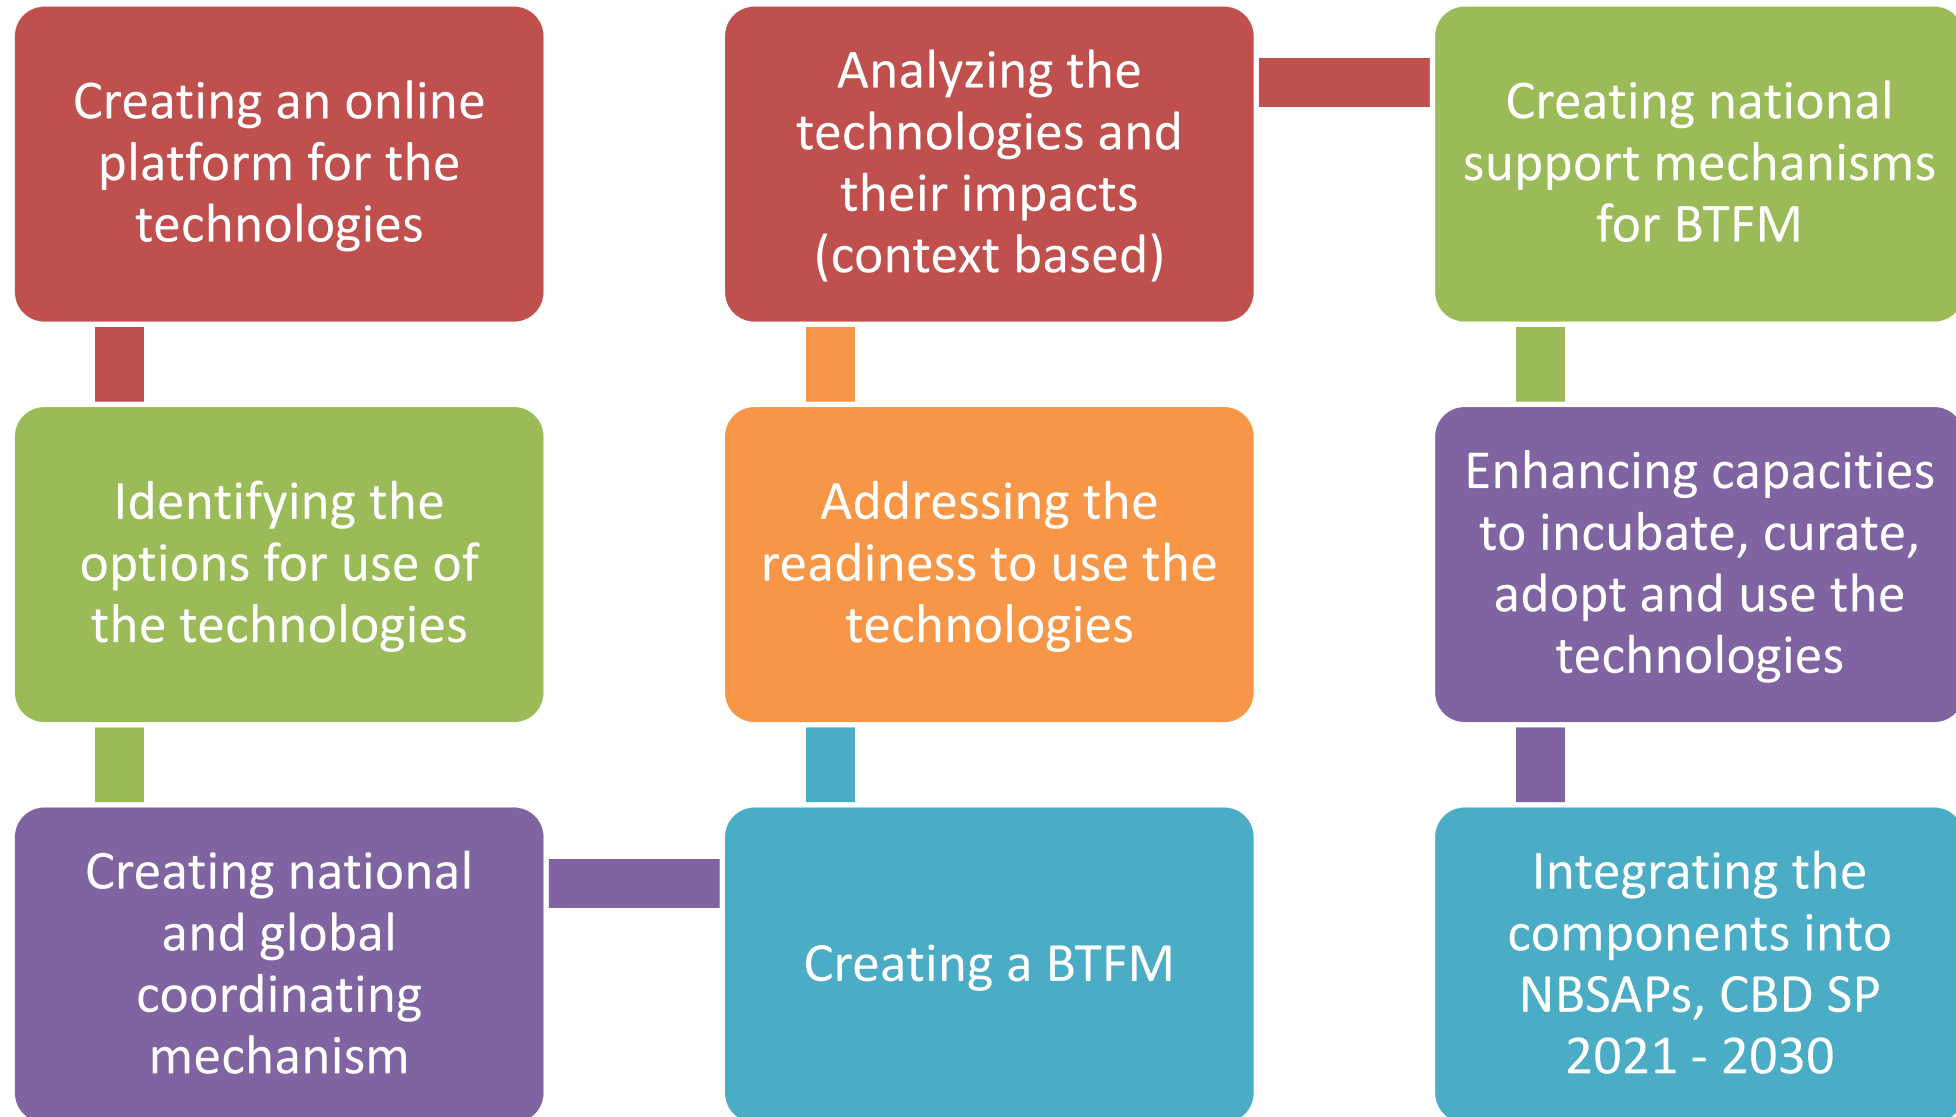 Creating an online
platform for the
technologies
Identifying the
options for use of
the technologies
Creating national
and global
coordinating
mechanism
Creating a BTFM
Addressing the
readiness to use the
technologies
Analyzing the
technologies and
their impacts
(context based)
Creating national
support mechanisms
for BTFM
Enhancing capacities
to incubate, curate,
adopt and use the
technologies
Integrating the
components into
NBSAPs, CBD SP
2021 - 2030